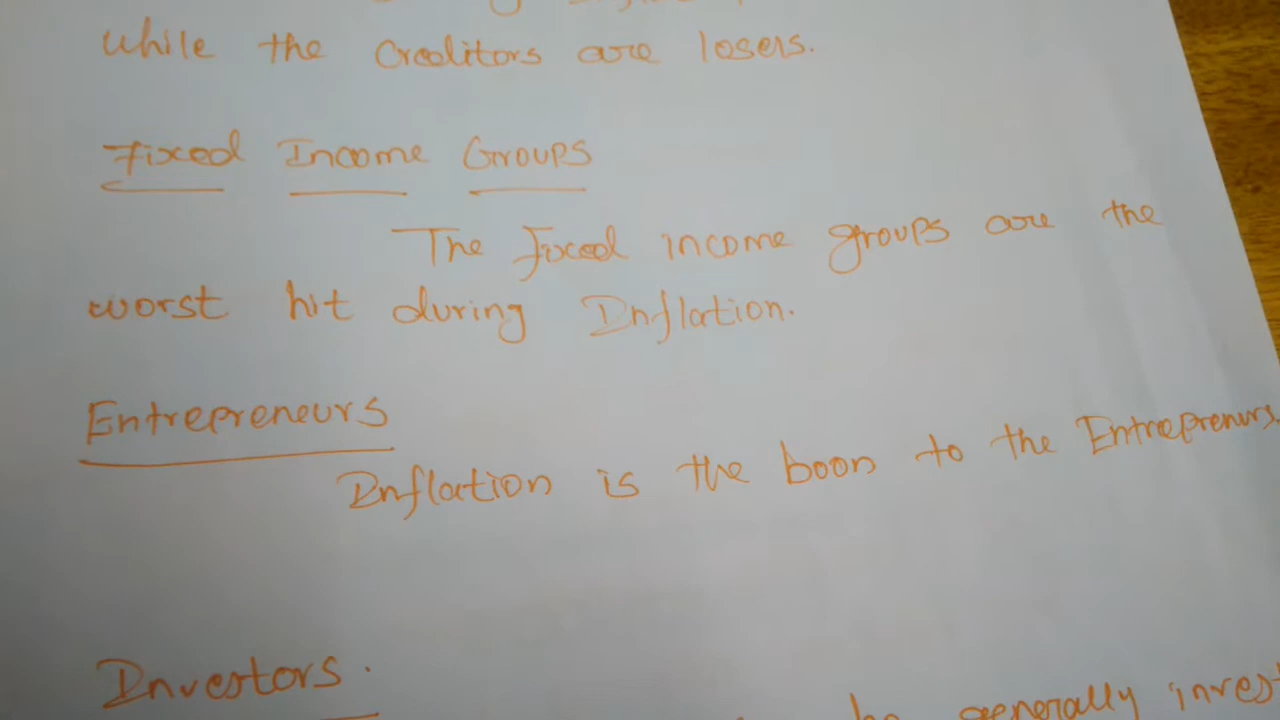 while the Creditors are losers.
Fixed Income Groups
The fixed income groups are the
worst hit during Inflation.
Entrepreneurs
Inflation is the boon to the Entreprenurs.
Investors.
generally invest